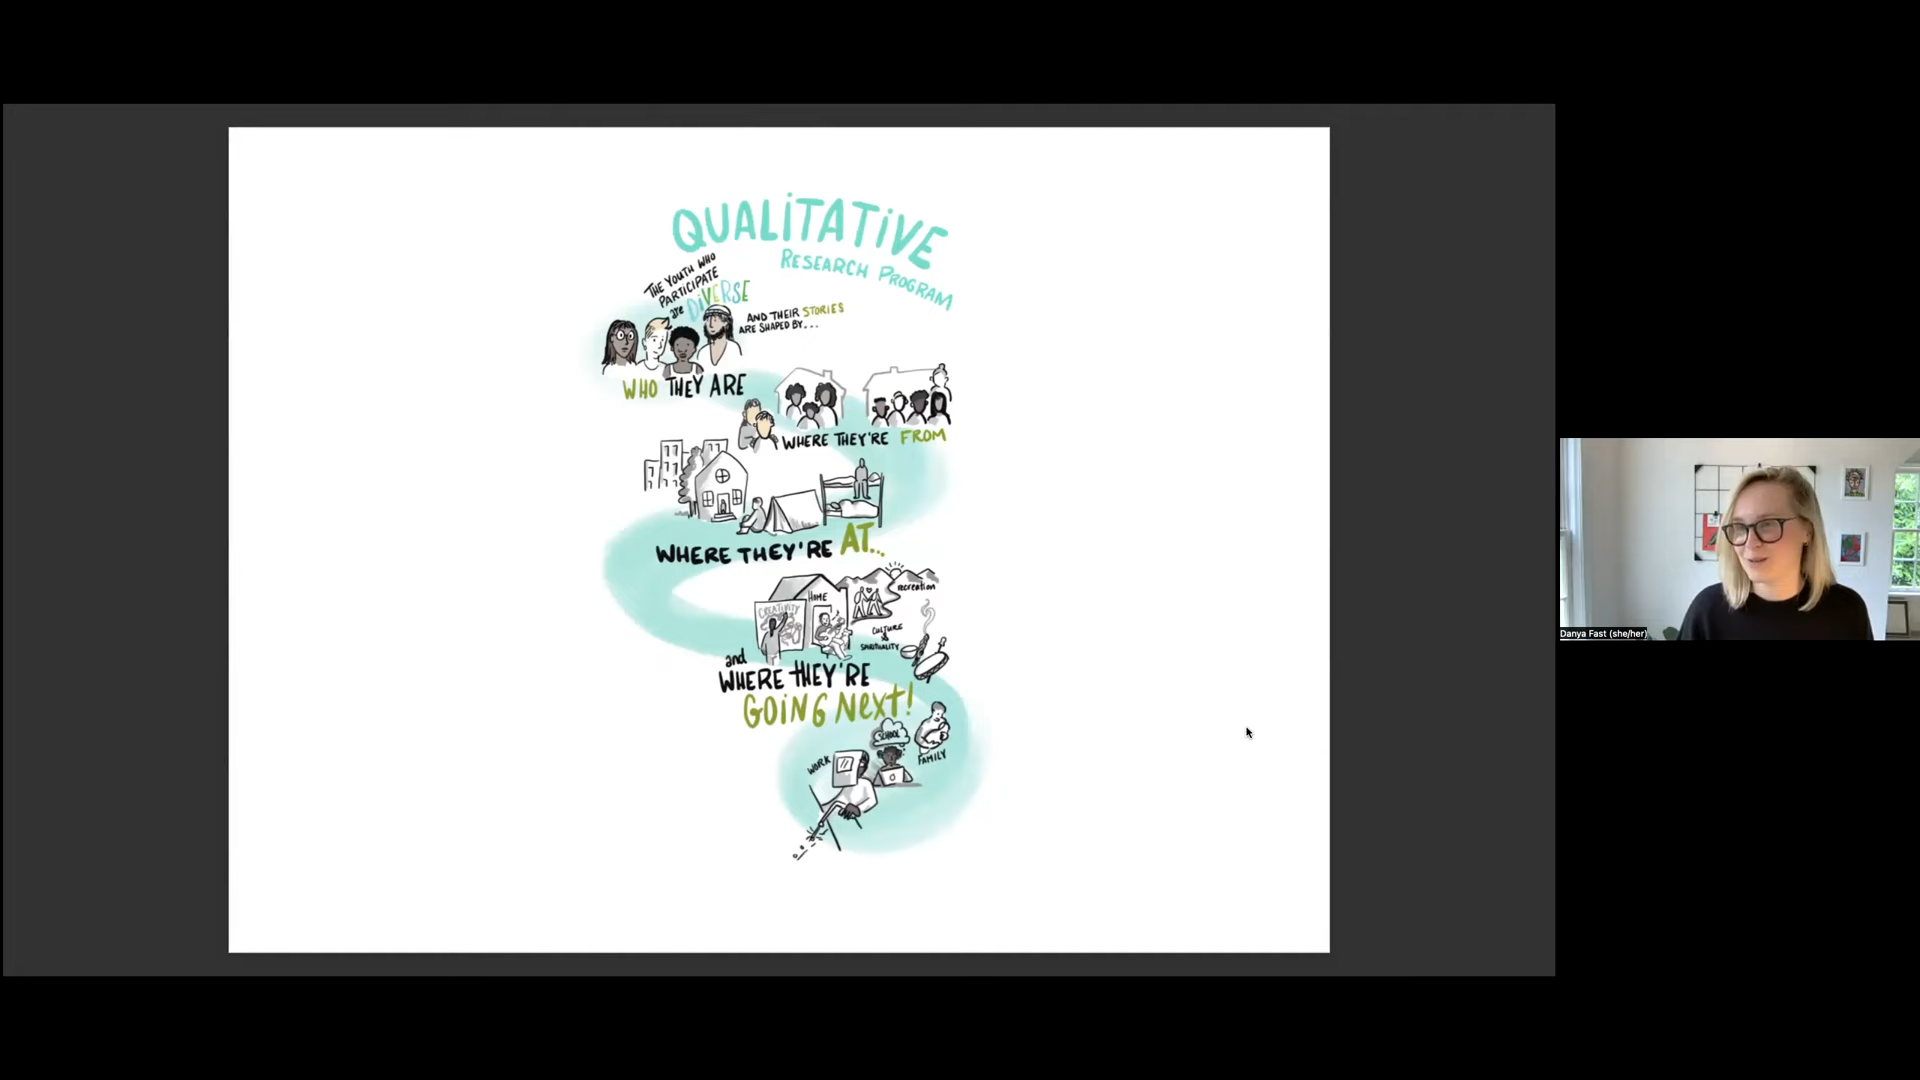 QUALITATIVE
RESEARCH PROGRAM
THE YOUTH WHO
PARTICIPATE
are DIVERSE
AND THEIR STORIES
ARE SHAPED BY...
WHO THEY ARE
WHERE THEY'RE FROM
WHERE THEY'RE AT...
HOME
recreation
CREATIVITY
CULTURE
&
SPIRITUALITY
and
WHERE THEY'RE
GOING NEXT!
SCHOOL
WORK
FAMILY
Danya Fast (she/her)